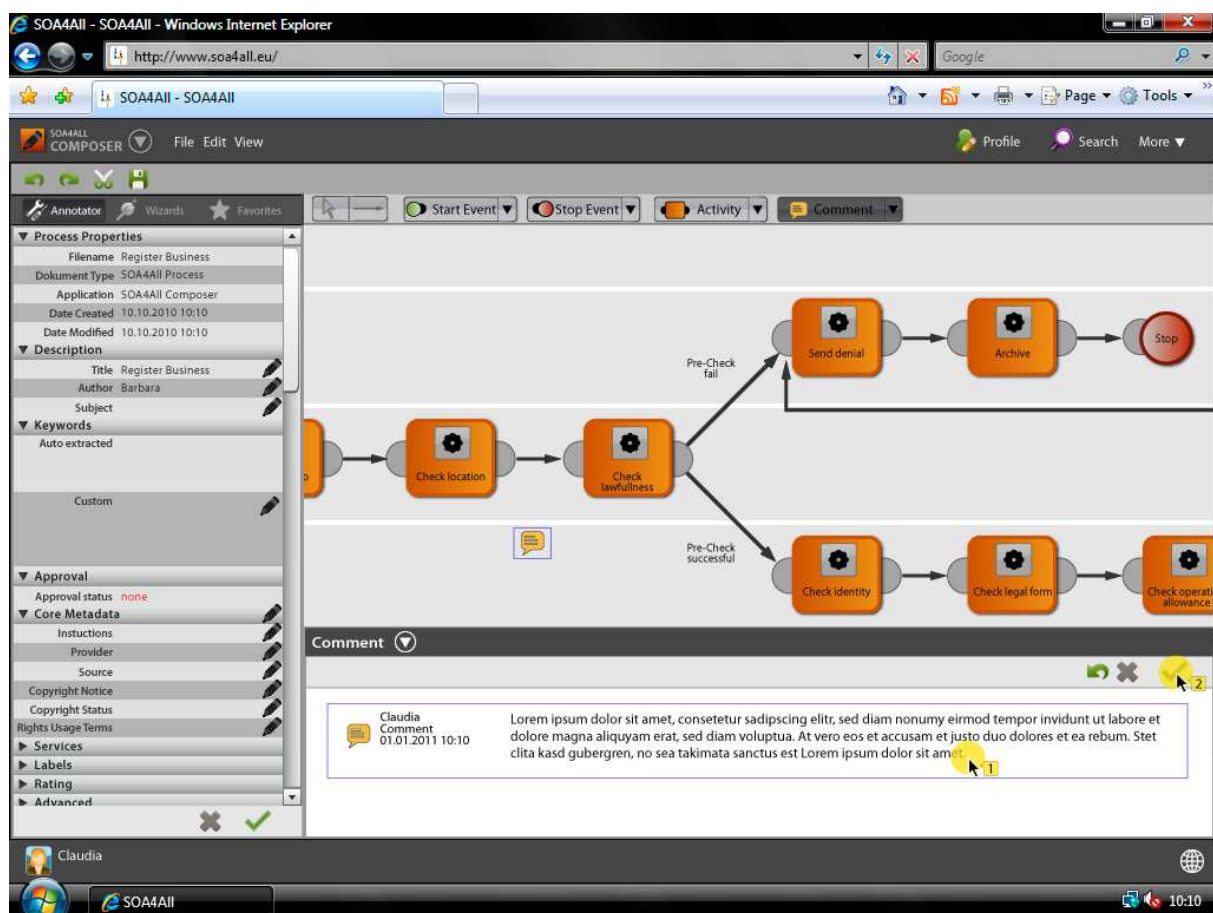 SOA4All - SOA4All - Windows Internet Explorer
http://www.soa4all.eu/
Google
SOA4All - SOA4All
Page
Tools
SOA4ALL
COMPOSER
File Edit View
Profile
Search
More
Annotator
Wizards
Favorites
Start Event
Stop Event
Activity
Comment
Process Properties
Filename Register Business
Dokument Type SOA4All Process
Application SOA4All Composer
Date Created 10.10.2010 10:10
Date Modified 10.10.2010 10:10
Description
Title Register Business
Author Barbara
Subject
Keywords
Auto extracted
Custom
Approval
Approval status none
Core Metadata
Instuctions
Provider
Source
Copyright Notice
Copyright Status
Rights Usage Terms
Services
Labels
Rating
Advanced
Send denial
Archive
Stop
Pre-Check
fail
Check location
Check
lawfullness
Pre-Check
successful
Check identity
Check legal form
Check operati
allowance
Comment
2
Claudia
Comment
01.01.2011 10:10
Lorem ipsum dolor sit amet, consetetur sadipscing elitr, sed diam nonumy eirmod tempor invidunt ut labore et
dolore magna aliquyam erat, sed diam voluptua. At vero eos et accusam et justo duo dolores et ea rebum. Stet
clita kasd gubergren, no sea takimata sanctus est Lorem ipsum dolor sit amet.
1
Claudia
SOA4All
10:10